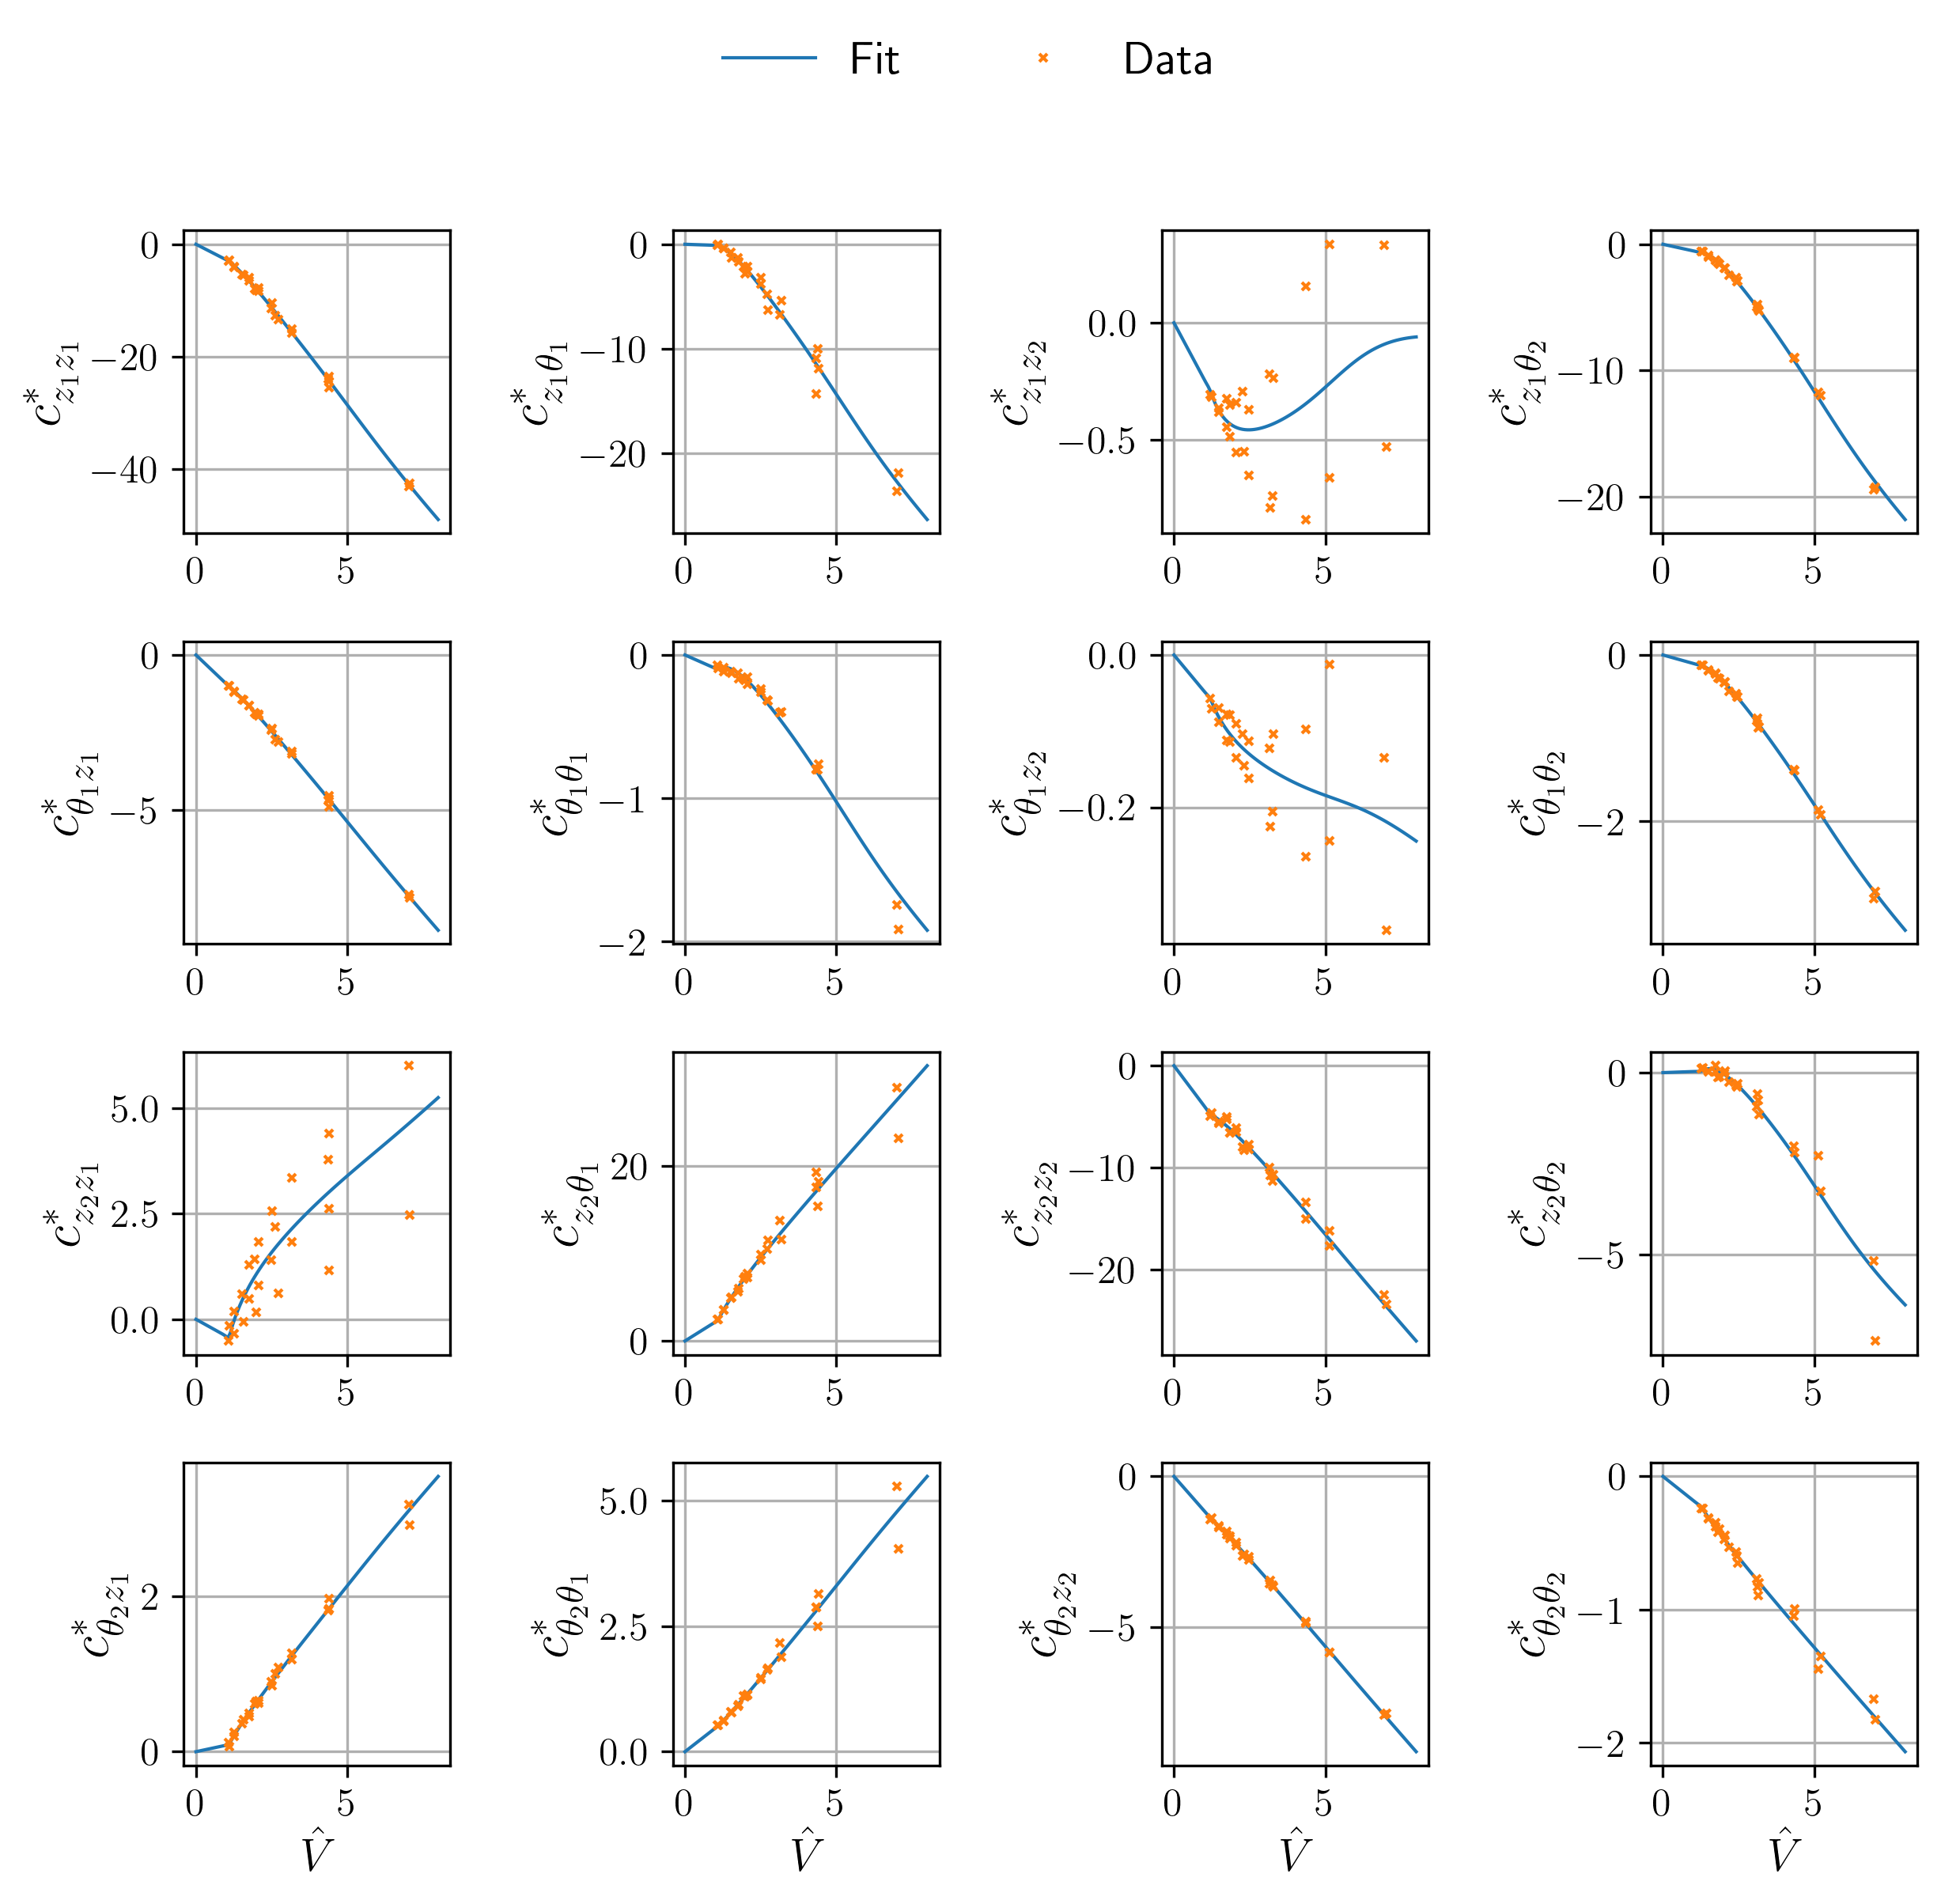 Fit Data
0 −20 −40 c*z₁z₁ 0 5
0 −10 −20 c*z₁θ₁ 0 5
0.0 −0.5 c*z₁z₂ 0 5
0 −10 −20 c*z₁θ₂ 0 5
0 −5 c*θ₁z₁ 0 5
0 −1 −2 c*θ₁θ₁ 0 5
0.0 −0.2 c*θ₁z₂ 0 5
0 −2 c*θ₁θ₂ 0 5
5.0 2.5 0.0 c*z₂z₁ 0 5
20 0 c*z₂θ₁ 0 5
0 −10 −20 c*z₂z₂ 0 5
0 −5 c*z₂θ₂ 0 5
2 0 c*θ₂z₁ 0 5 V̂
5.0 2.5 0.0 c*θ₂θ₁ 0 5 V̂
0 −5 c*θ₂z₂ 0 5 V̂
0 −1 −2 c*θ₂θ₂ 0 5 V̂